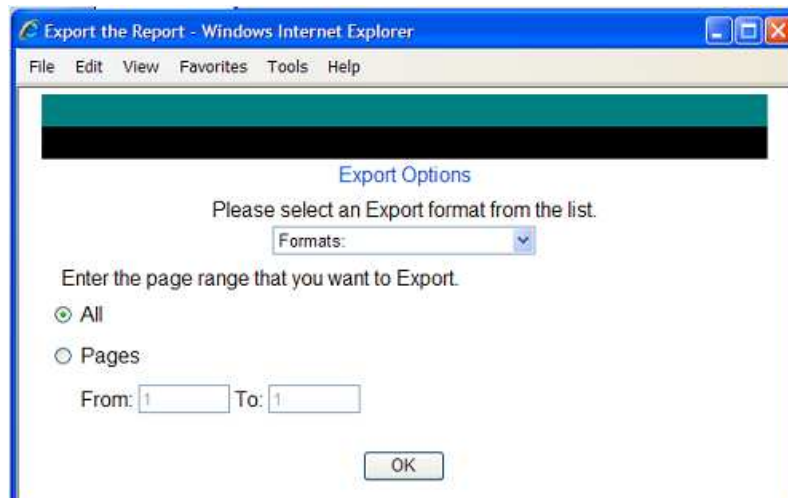 Export the Report - Windows Internet Explorer
File Edit View Favorites Tools Help
Export Options
Please select an Export format from the list.
Formats:
Enter the page range that you want to Export.
All
Pages
From: 1 To: 1
OK